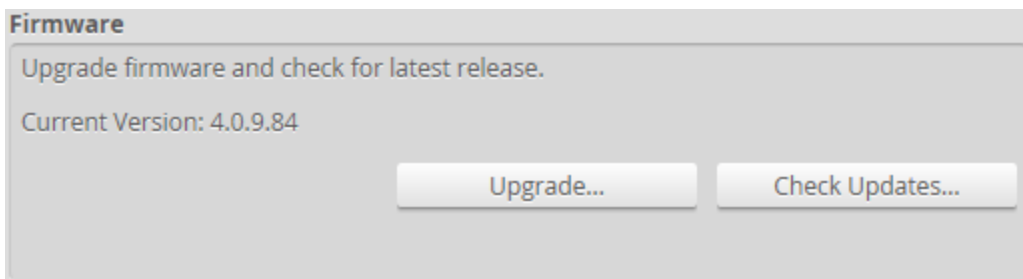 Firmware
Upgrade firmware and check for latest release.
Current Version: 4.0.9.84
Upgrade... Check Updates...